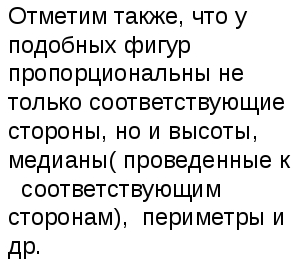 Отметим также, что у
подобных фигур
пропорциональны не
только соответствующие
стороны, но и высоты,
медианы( проведенные к
соответствующим
сторонам),  периметры и
др.